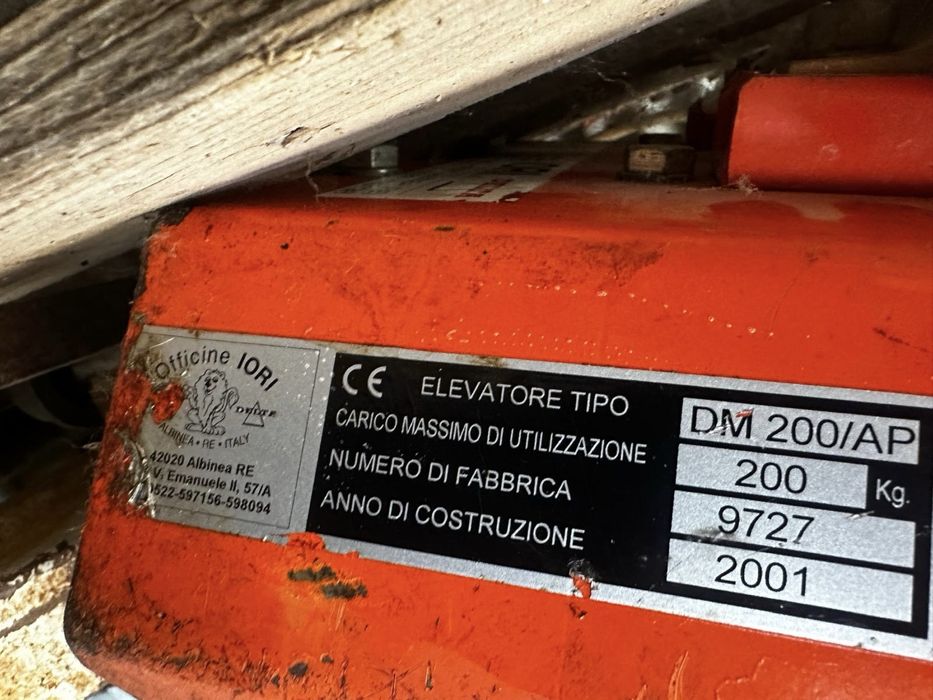 Officine IORI
DELTE
ALBINEA • RE • ITALY
42020 Albinea RE
V. Emanuele II, 57/A
0522-597156-598094
CE ELEVATORE TIPO DM 200/AP
CARICO MASSIMO DI UTILIZZAZIONE 200 Kg.
NUMERO DI FABBRICA 9727
ANNO DI COSTRUZIONE 2001